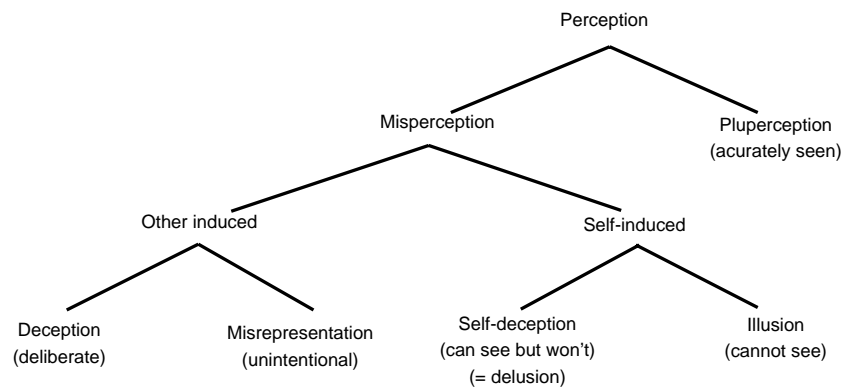 Perception
Misperception
Pluperception
(acurately seen)
Other induced
Self-induced
Deception
(deliberate)
Misrepresentation
(unintentional)
Self-deception
(can see but won't)
(= delusion)
Illusion
(cannot see)